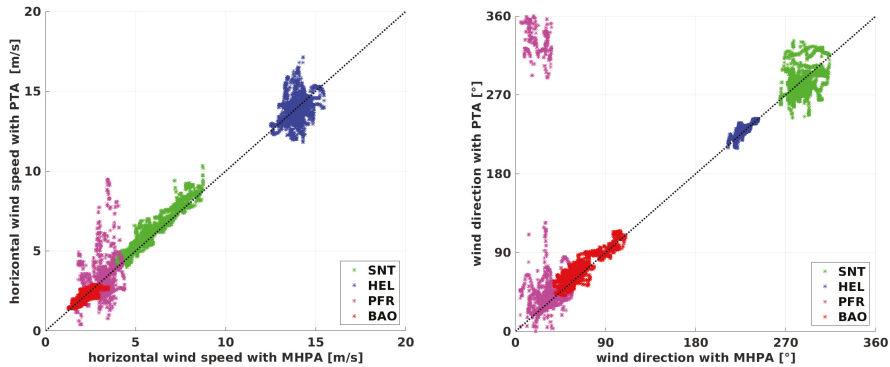 20
15
10
5
0
0
5
10
15
20
horizontal wind speed with PTA [m/s]
horizontal wind speed with MHPA [m/s]
SNT
HEL
PFR
BAO
360
270
180
90
0
0
90
180
270
360
wind direction with PTA [°]
wind direction with MHPA [°]
SNT
HEL
PFR
BAO